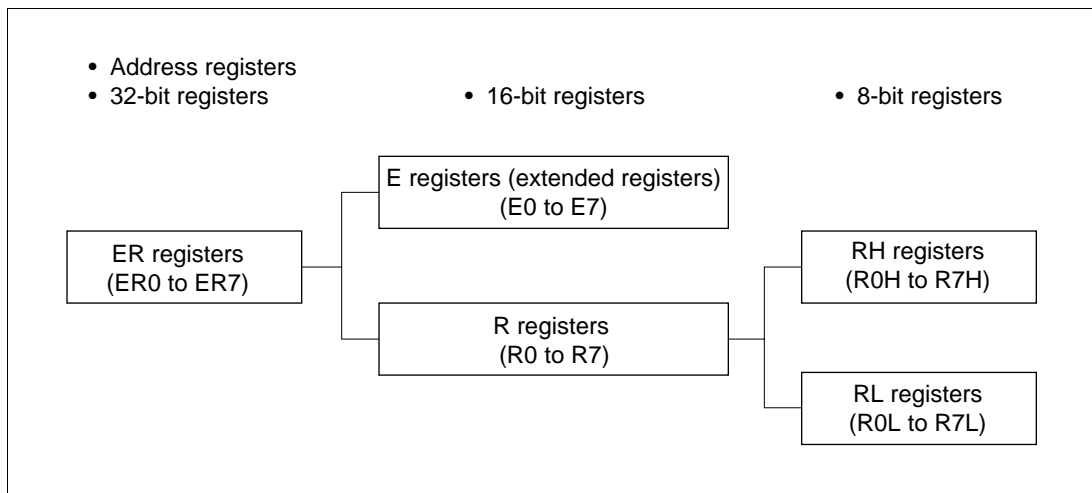 • Address registers
• 32-bit registers
• 16-bit registers
• 8-bit registers
E registers (extended registers)
(E0 to E7)
ER registers
(ER0 to ER7)
RH registers
(R0H to R7H)
R registers
(R0 to R7)
RL registers
(R0L to R7L)